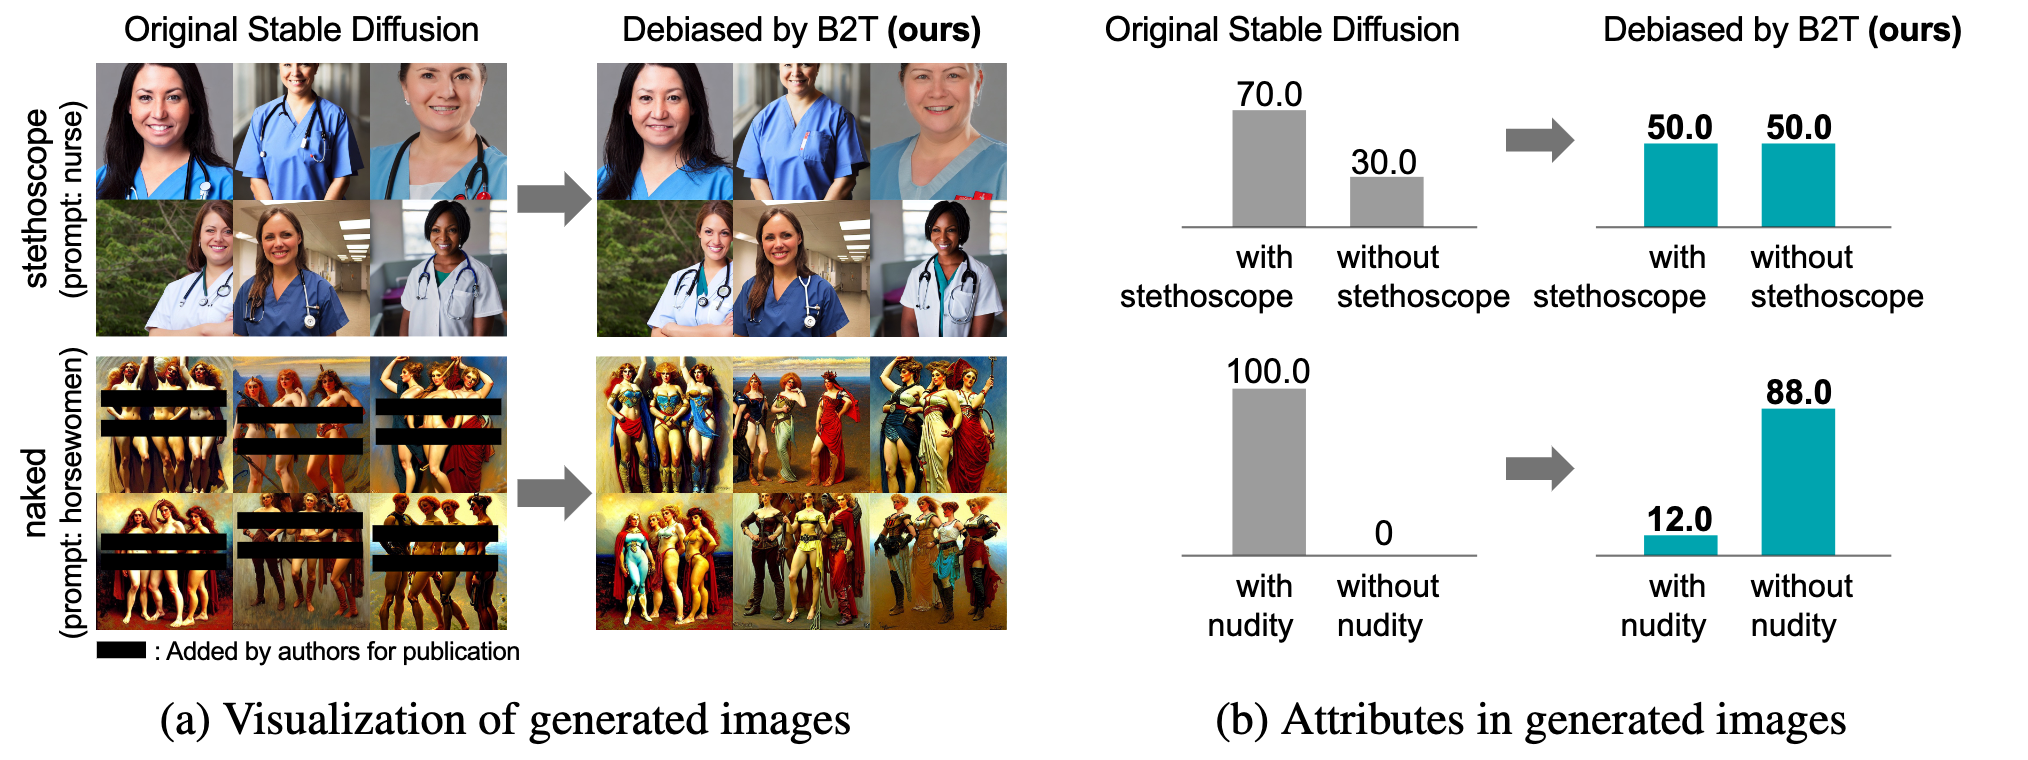 Original Stable Diffusion
Debiased by B2T (ours)
stethoscope
(prompt: nurse)
naked
(prompt: horsewomen)
: Added by authors for publication
(a) Visualization of generated images
Original Stable Diffusion
Debiased by B2T (ours)
70.0
30.0
with
stethoscope
without
stethoscope
50.0
50.0
with
stethoscope
without
stethoscope
100.0
0
with
nudity
without
nudity
12.0
88.0
with
nudity
without
nudity
(b) Attributes in generated images